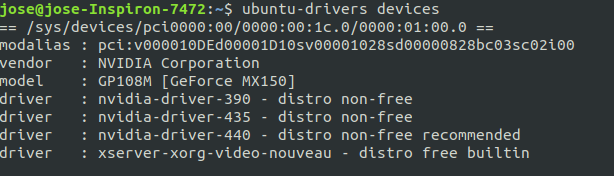 jose@jose-Inspiron-7472:~$ ubuntu-drivers devices
== /sys/devices/pci0000:00/0000:00:1c.0/0000:01:00.0 ==
modalias : pci:v000010DEd00001D10sv00001028sd00000828bc03sc02i00
vendor   : NVIDIA Corporation
model    : GP108M [GeForce MX150]
driver   : nvidia-driver-390 - distro non-free
driver   : nvidia-driver-435 - distro non-free
driver   : nvidia-driver-440 - distro non-free recommended
driver   : xserver-xorg-video-nouveau - distro free builtin